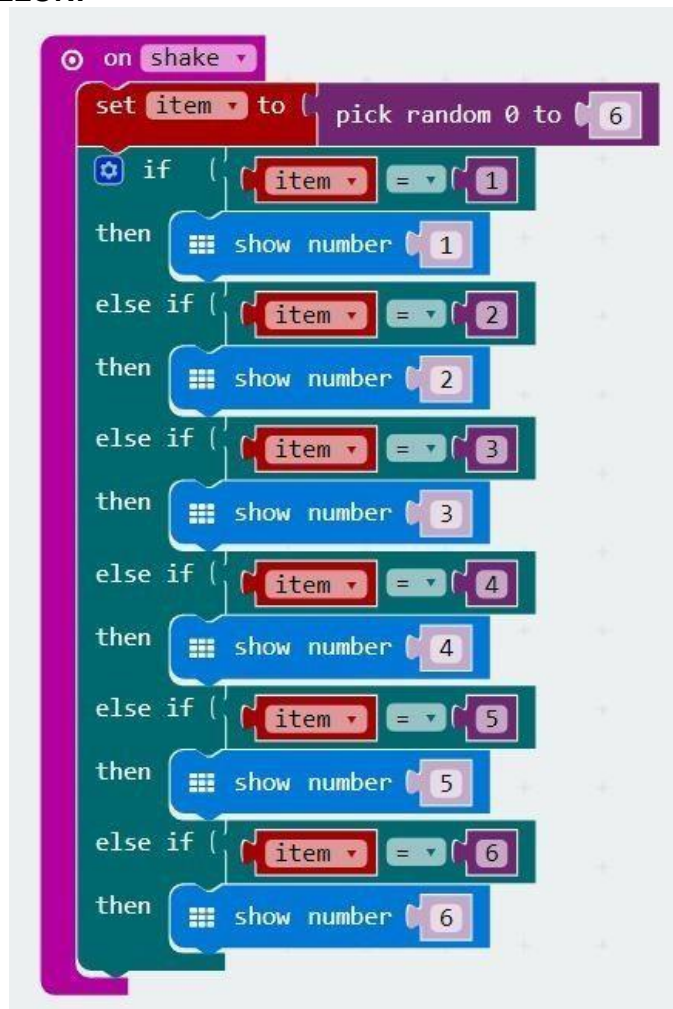 on shake
set item to pick random 0 to 6
if item = 1
then show number 1
else if item = 2
then show number 2
else if item = 3
then show number 3
else if item = 4
then show number 4
else if item = 5
then show number 5
else if item = 6
then show number 6